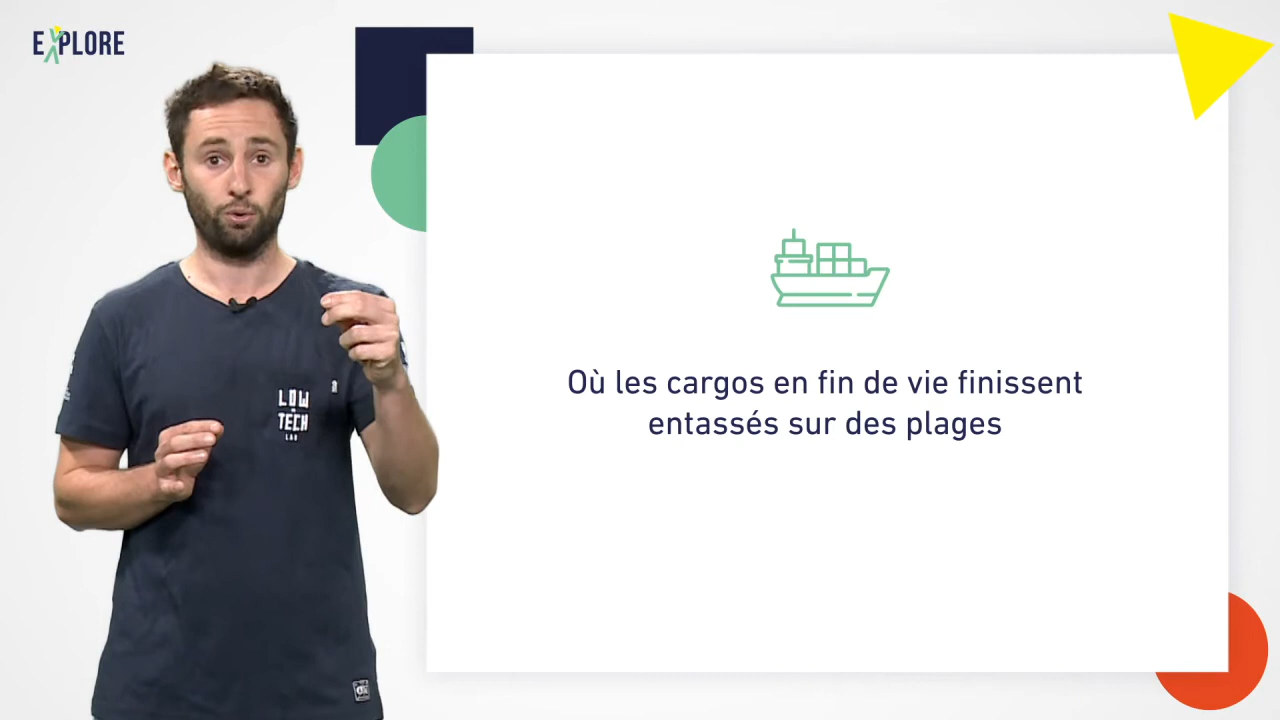 EXPLORE
Où les cargos en fin de vie finissent
entassés sur des plages
LOW
TECH
LAB